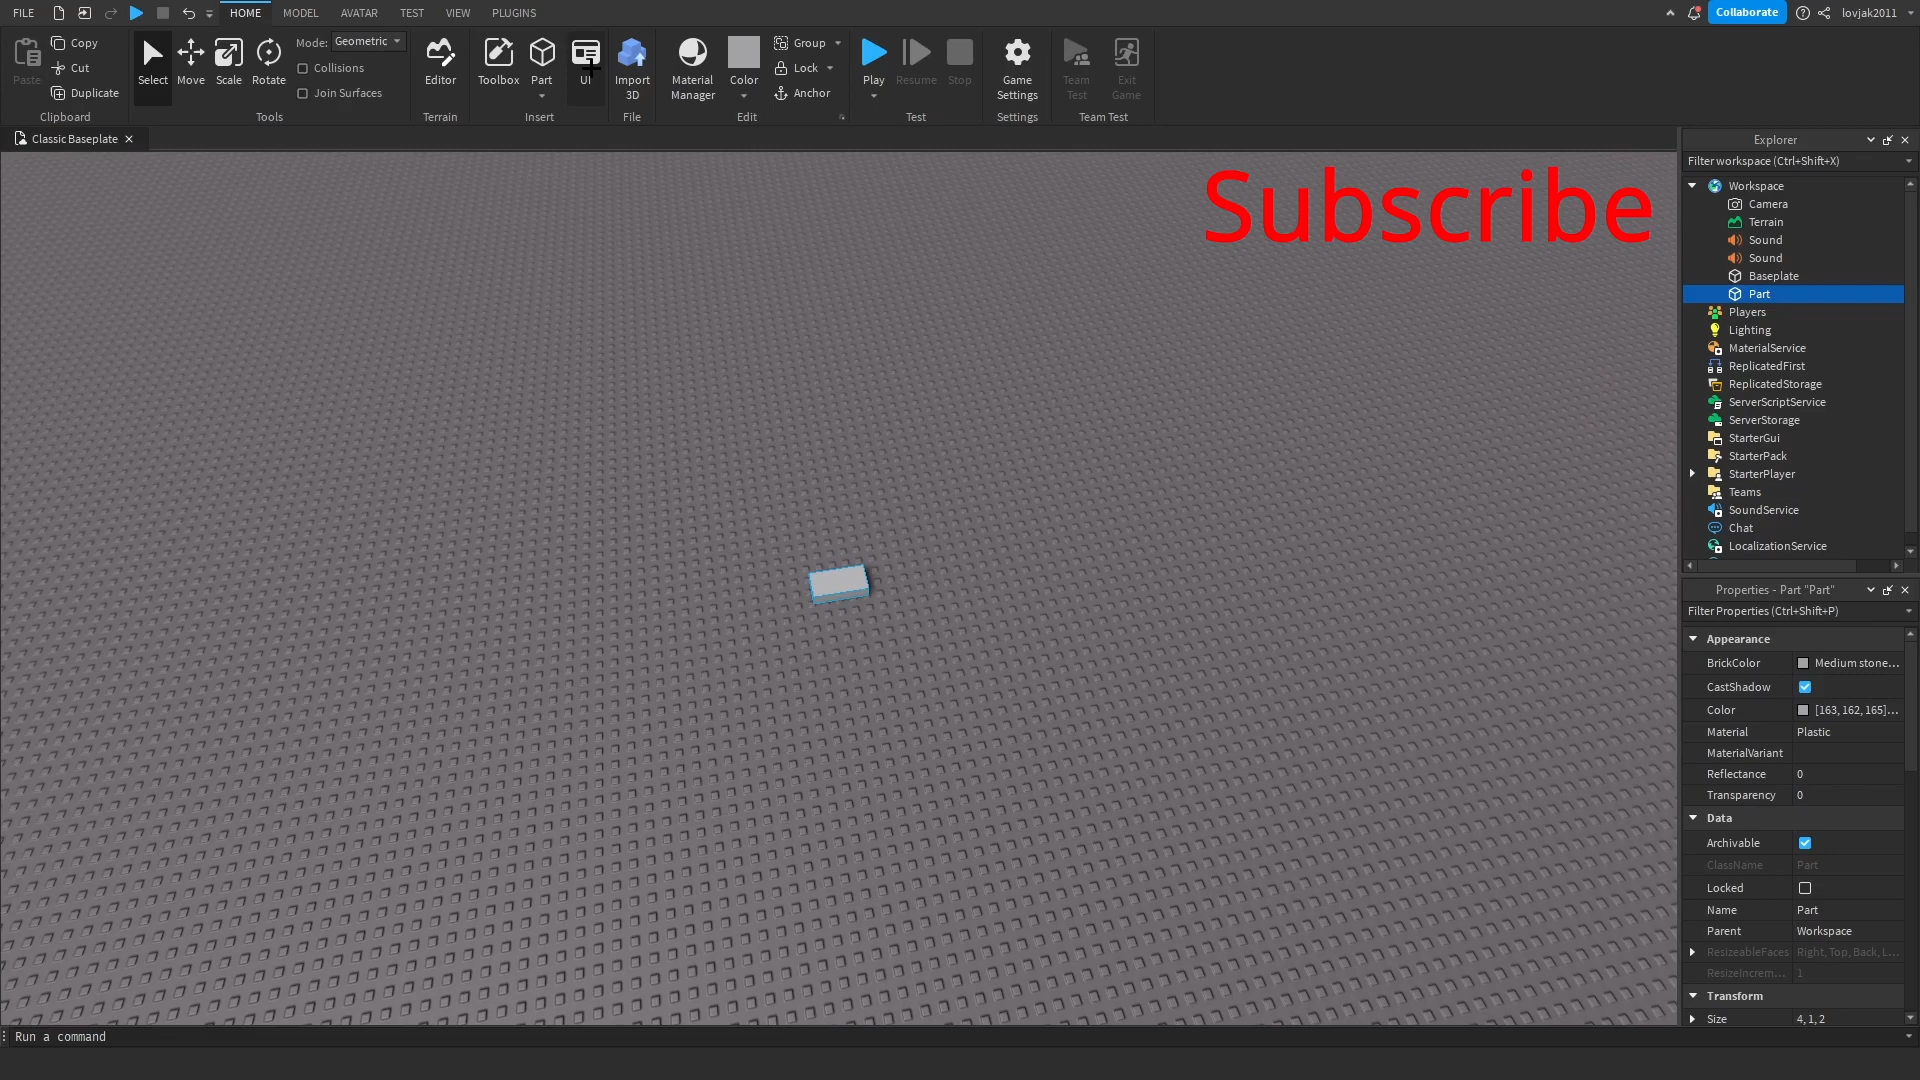 FILE HOME MODEL AVATAR TEST VIEW PLUGINS Collaborate lovjak2011
Paste Copy Cut Duplicate
Clipboard
Select Move Scale Rotate Mode: Geometric
Collisions
Join Surfaces
Tools
Editor
Terrain
Toolbox Part UI
Insert
Import
3D
File
Material
Manager
Color
Group
Lock
Anchor
Edit
Play Resume Stop
Test
Game
Settings
Settings
Team
Test
Exit
Game
Team Test
Classic Baseplate
Subscribe
Explorer
Filter workspace (Ctrl+Shift+X)
Workspace
Camera
Terrain
Sound
Sound
Baseplate
Part
Players
Lighting
MaterialService
ReplicatedFirst
ReplicatedStorage
ServerScriptService
ServerStorage
StarterGui
StarterPack
StarterPlayer
Teams
SoundService
Chat
LocalizationService
Properties - Part "Part"
Filter Properties (Ctrl+Shift+P)
Appearance
BrickColor Medium stone...
CastShadow
Color [163, 162, 165]...
Material Plastic
MaterialVariant
Reflectance 0
Transparency 0
Data
Archivable
ClassName Part
Locked
Name Part
Parent Workspace
ResizeableFaces Right, Top, Back, L...
ResizeIncrem... 1
Transform
Size 4, 1, 2
Run a command